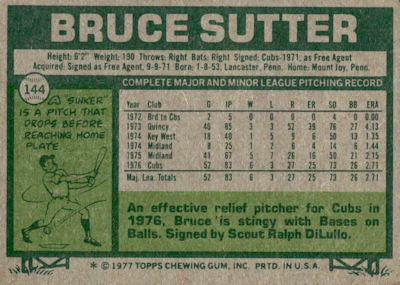 BRUCE SUTTER
Height: 6'2" Weight: 190 Throws: Right Bats: Right Signed: Cubs-1971, as Free Agent
Acquired: Signed as Free Agent, 9-9-71 Born: 1-8-53, Lancaster, Penn. Home: Mount Joy, Penn.
144
A "SINKER"
IS A PITCH THAT
DROPS BEFORE
REACHING HOME
PLATE.
COMPLETE MAJOR AND MINOR LEAGUE PITCHING RECORD
Year Club G IP W L R ER SO BB ERA
1972 Brd tn Cbs 2 5 0 0 0 0 4 0 0.00
1973 Quincy 40 85 3 3 52 39 76 27 4.13
1974 Key West 18 40 1 5 9 6 50 13 1.35
1974 Midland 8 25 1 2 6 4 14 6 1.44
1975 Midland 41 67 5 7 26 16 50 21 2.15
1976 Cubs 52 83 6 3 27 25 73 26 2.71
Maj. Lea. Totals 52 83 6 3 27 25 73 26 2.71
An effective relief pitcher for Cubs in
1976, Bruce is stingy with Bases on
Balls. Signed by Scout Ralph DiLullo.
* © 1977 TOPPS CHEWING GUM, INC. PRTD. IN U.S.A.